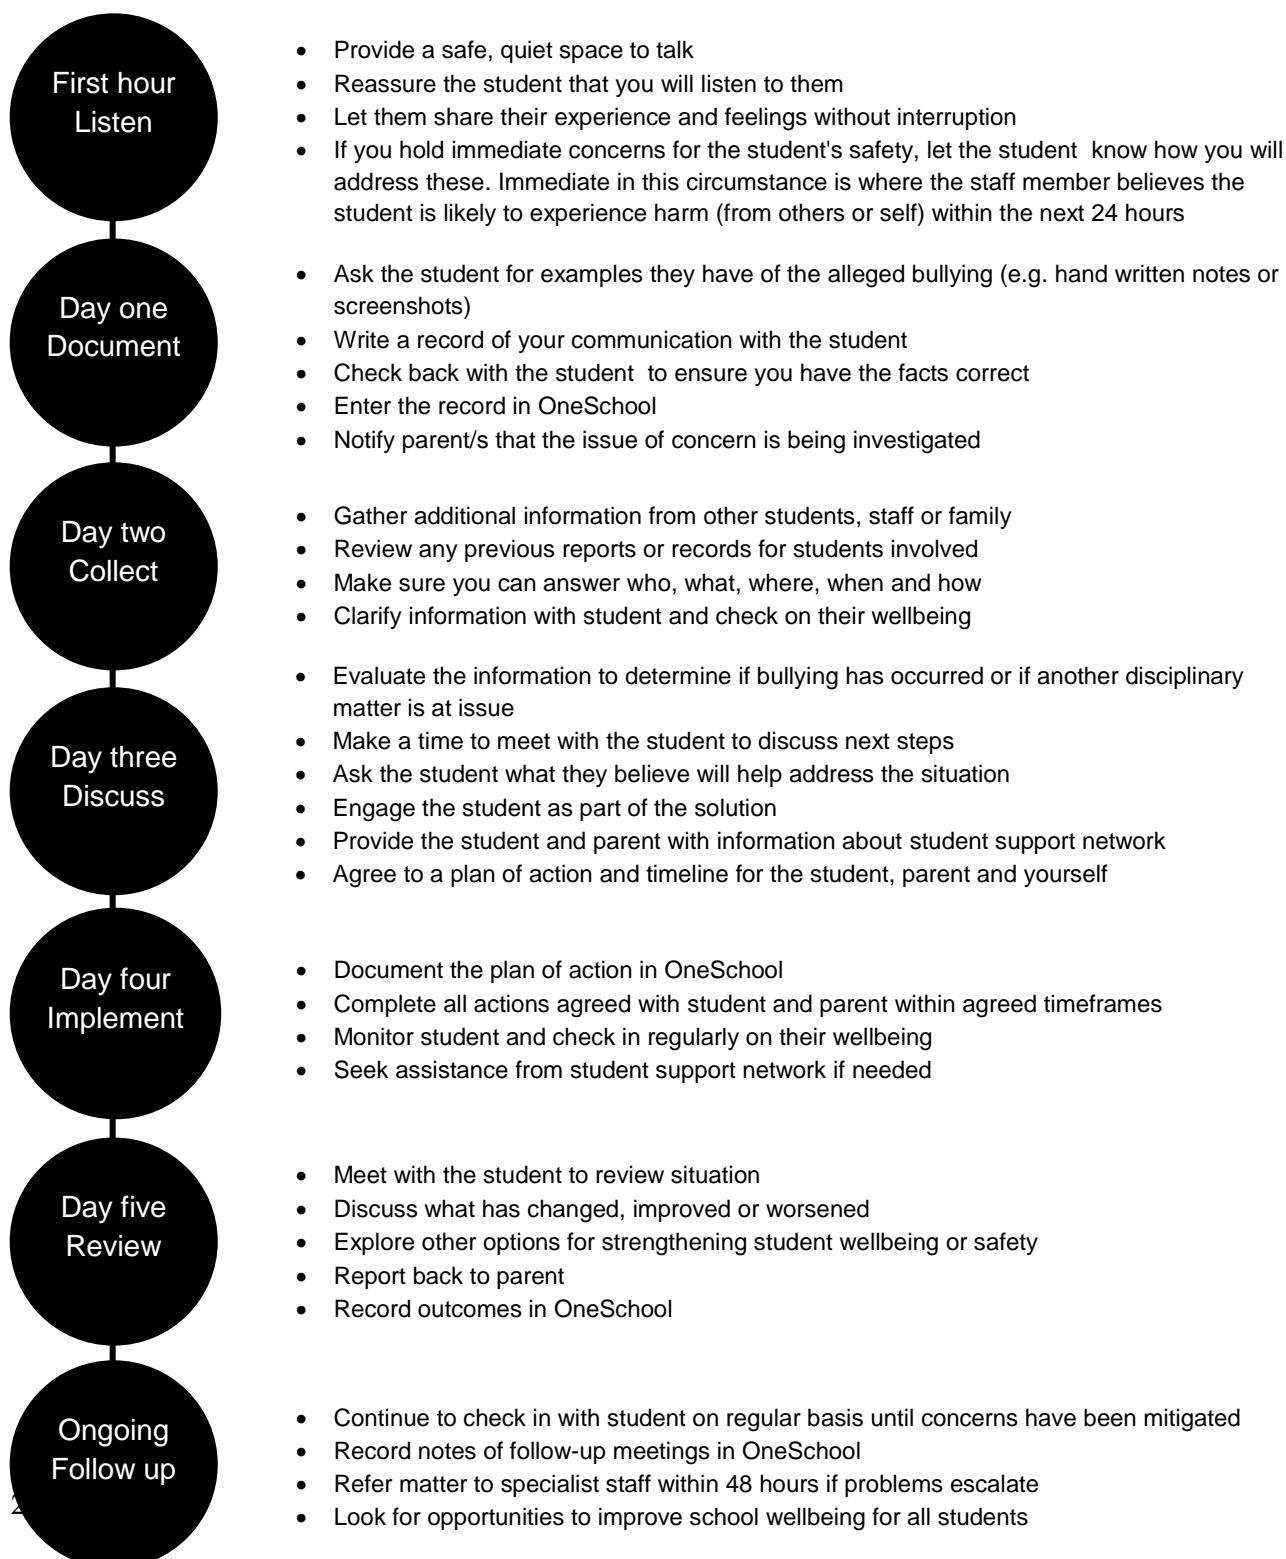 First hour
Listen
• Provide a safe, quiet space to talk
• Reassure the student that you will listen to them
• Let them share their experience and feelings without interruption
• If you hold immediate concerns for the student's safety, let the student  know how you will
address these. Immediate in this circumstance is where the staff member believes the
student is likely to experience harm (from others or self) within the next 24 hours
Day one
Document
• Ask the student for examples they have of the alleged bullying (e.g. hand written notes or
screenshots)
• Write a record of your communication with the student
• Check back with the student  to ensure you have the facts correct
• Enter the record in OneSchool
• Notify parent/s that the issue of concern is being investigated
Day two
Collect
• Gather additional information from other students, staff or family
• Review any previous reports or records for students involved
• Make sure you can answer who, what, where, when and how
• Clarify information with student and check on their wellbeing
Day three
Discuss
• Evaluate the information to determine if bullying has occurred or if another disciplinary
matter is at issue
• Make a time to meet with the student to discuss next steps
• Ask the student what they believe will help address the situation
• Engage the student as part of the solution
• Provide the student and parent with information about student support network
• Agree to a plan of action and timeline for the student, parent and yourself
Day four
Implement
• Document the plan of action in OneSchool
• Complete all actions agreed with student and parent within agreed timeframes
• Monitor student and check in regularly on their wellbeing
• Seek assistance from student support network if needed
Day five
Review
• Meet with the student to review situation
• Discuss what has changed, improved or worsened
• Explore other options for strengthening student wellbeing or safety
• Report back to parent
• Record outcomes in OneSchool
Ongoing
Follow up
• Continue to check in with student on regular basis until concerns have been mitigated
• Record notes of follow-up meetings in OneSchool
• Refer matter to specialist staff within 48 hours if problems escalate
• Look for opportunities to improve school wellbeing for all students